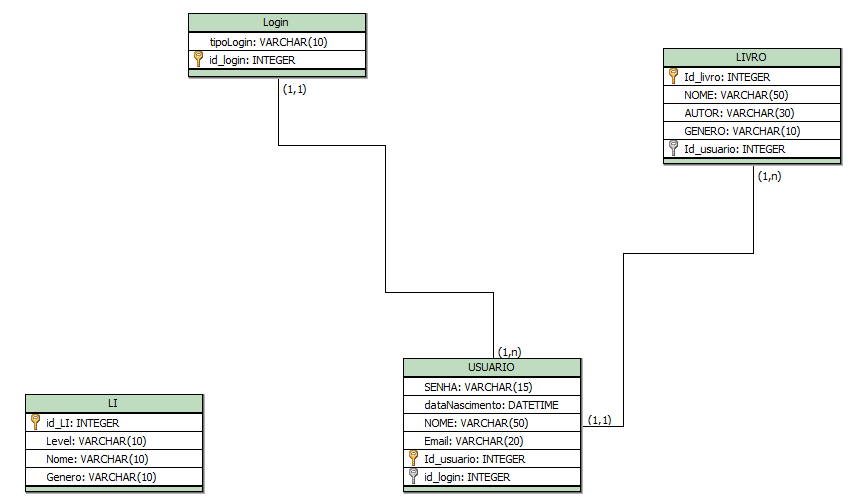 Login
tipoLogin: VARCHAR(10)
id_login: INTEGER
(1,1)
LIVRO
Id_livro: INTEGER
NOME: VARCHAR(50)
AUTOR: VARCHAR(30)
GENERO: VARCHAR(10)
Id_usuario: INTEGER
(1,n)
(1,n)
USUARIO
SENHA: VARCHAR(15)
dataNascimento: DATETIME
NOME: VARCHAR(50)
Email: VARCHAR(20)
Id_usuario: INTEGER
id_login: INTEGER
(1,1)
LI
id_LI: INTEGER
Level: VARCHAR(10)
Nome: VARCHAR(10)
Genero: VARCHAR(10)